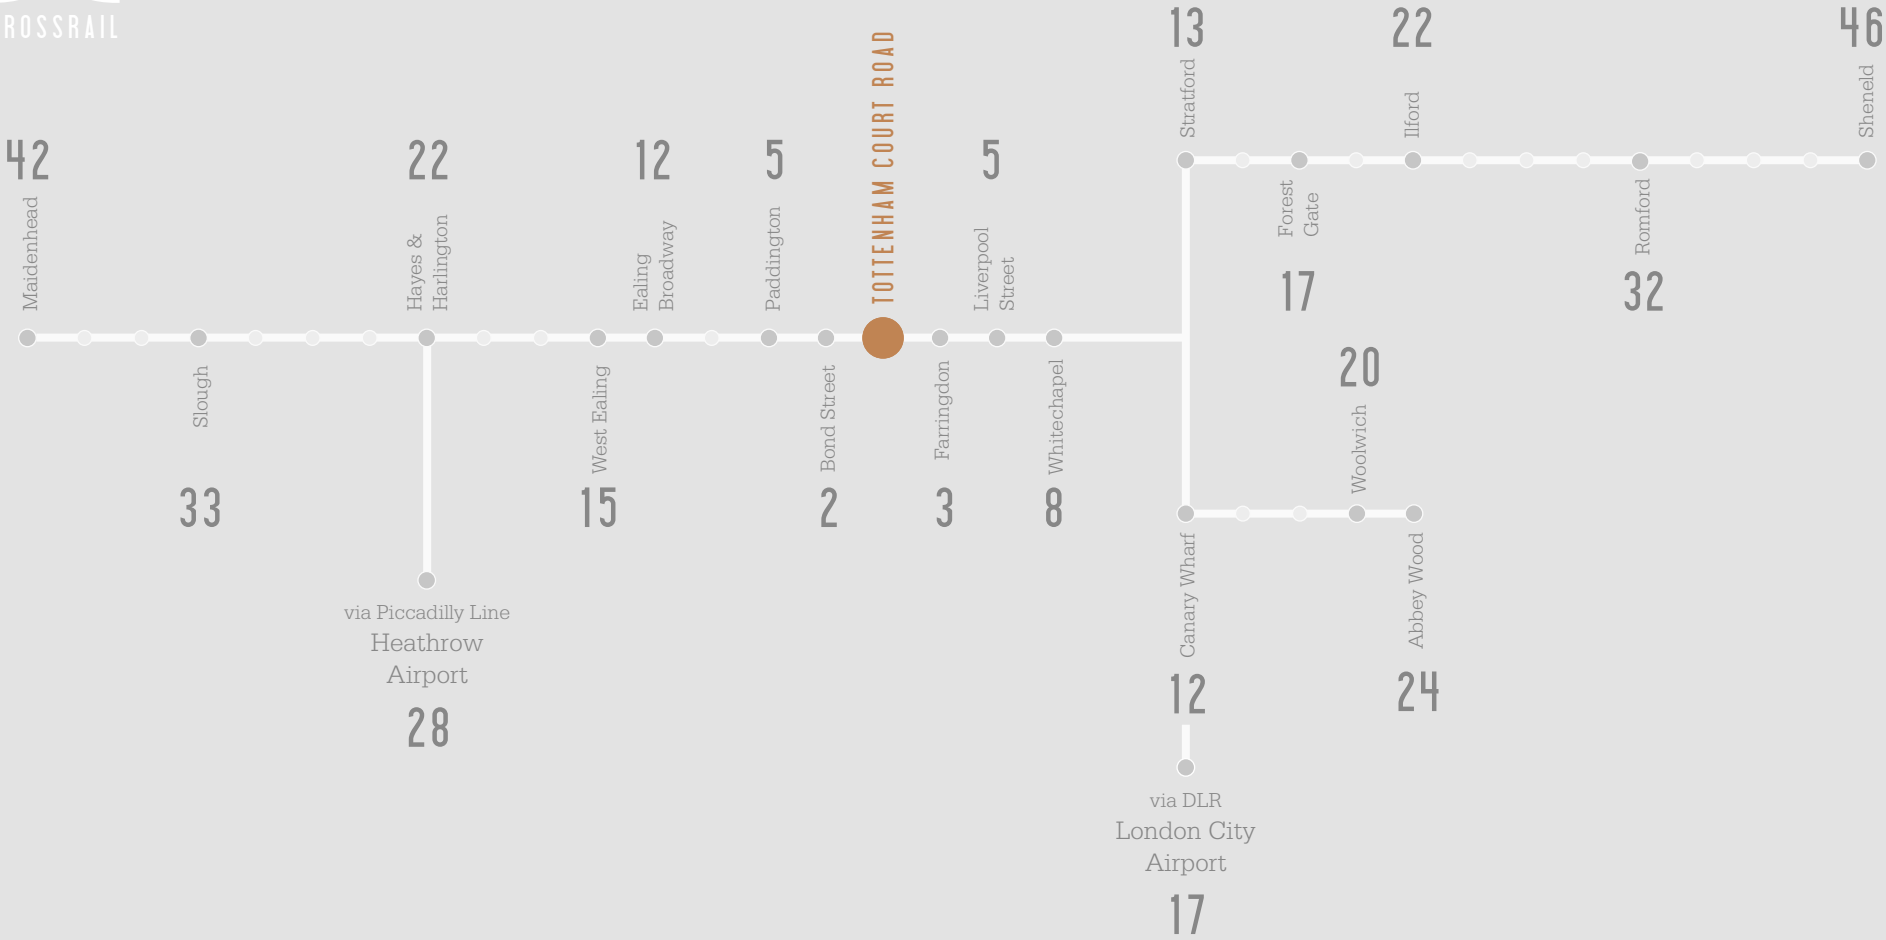 ROSSRAIL
42
Maidenhead
33
Slough
22
Hayes &
Harlington
via Piccadilly Line
Heathrow
Airport
28
West Ealing
15
12
Ealing
Broadway
5
Paddington
Bond Street
2
TOTTENHAM COURT ROAD
Farringdon
3
5
Liverpool
Street
Whitechapel
8
13
Stratford
Forest
Gate
17
22
Ilford
Romford
32
46
Sheneld
Canary Wharf
12
via DLR
London City
Airport
17
20
Woolwich
Abbey Wood
24